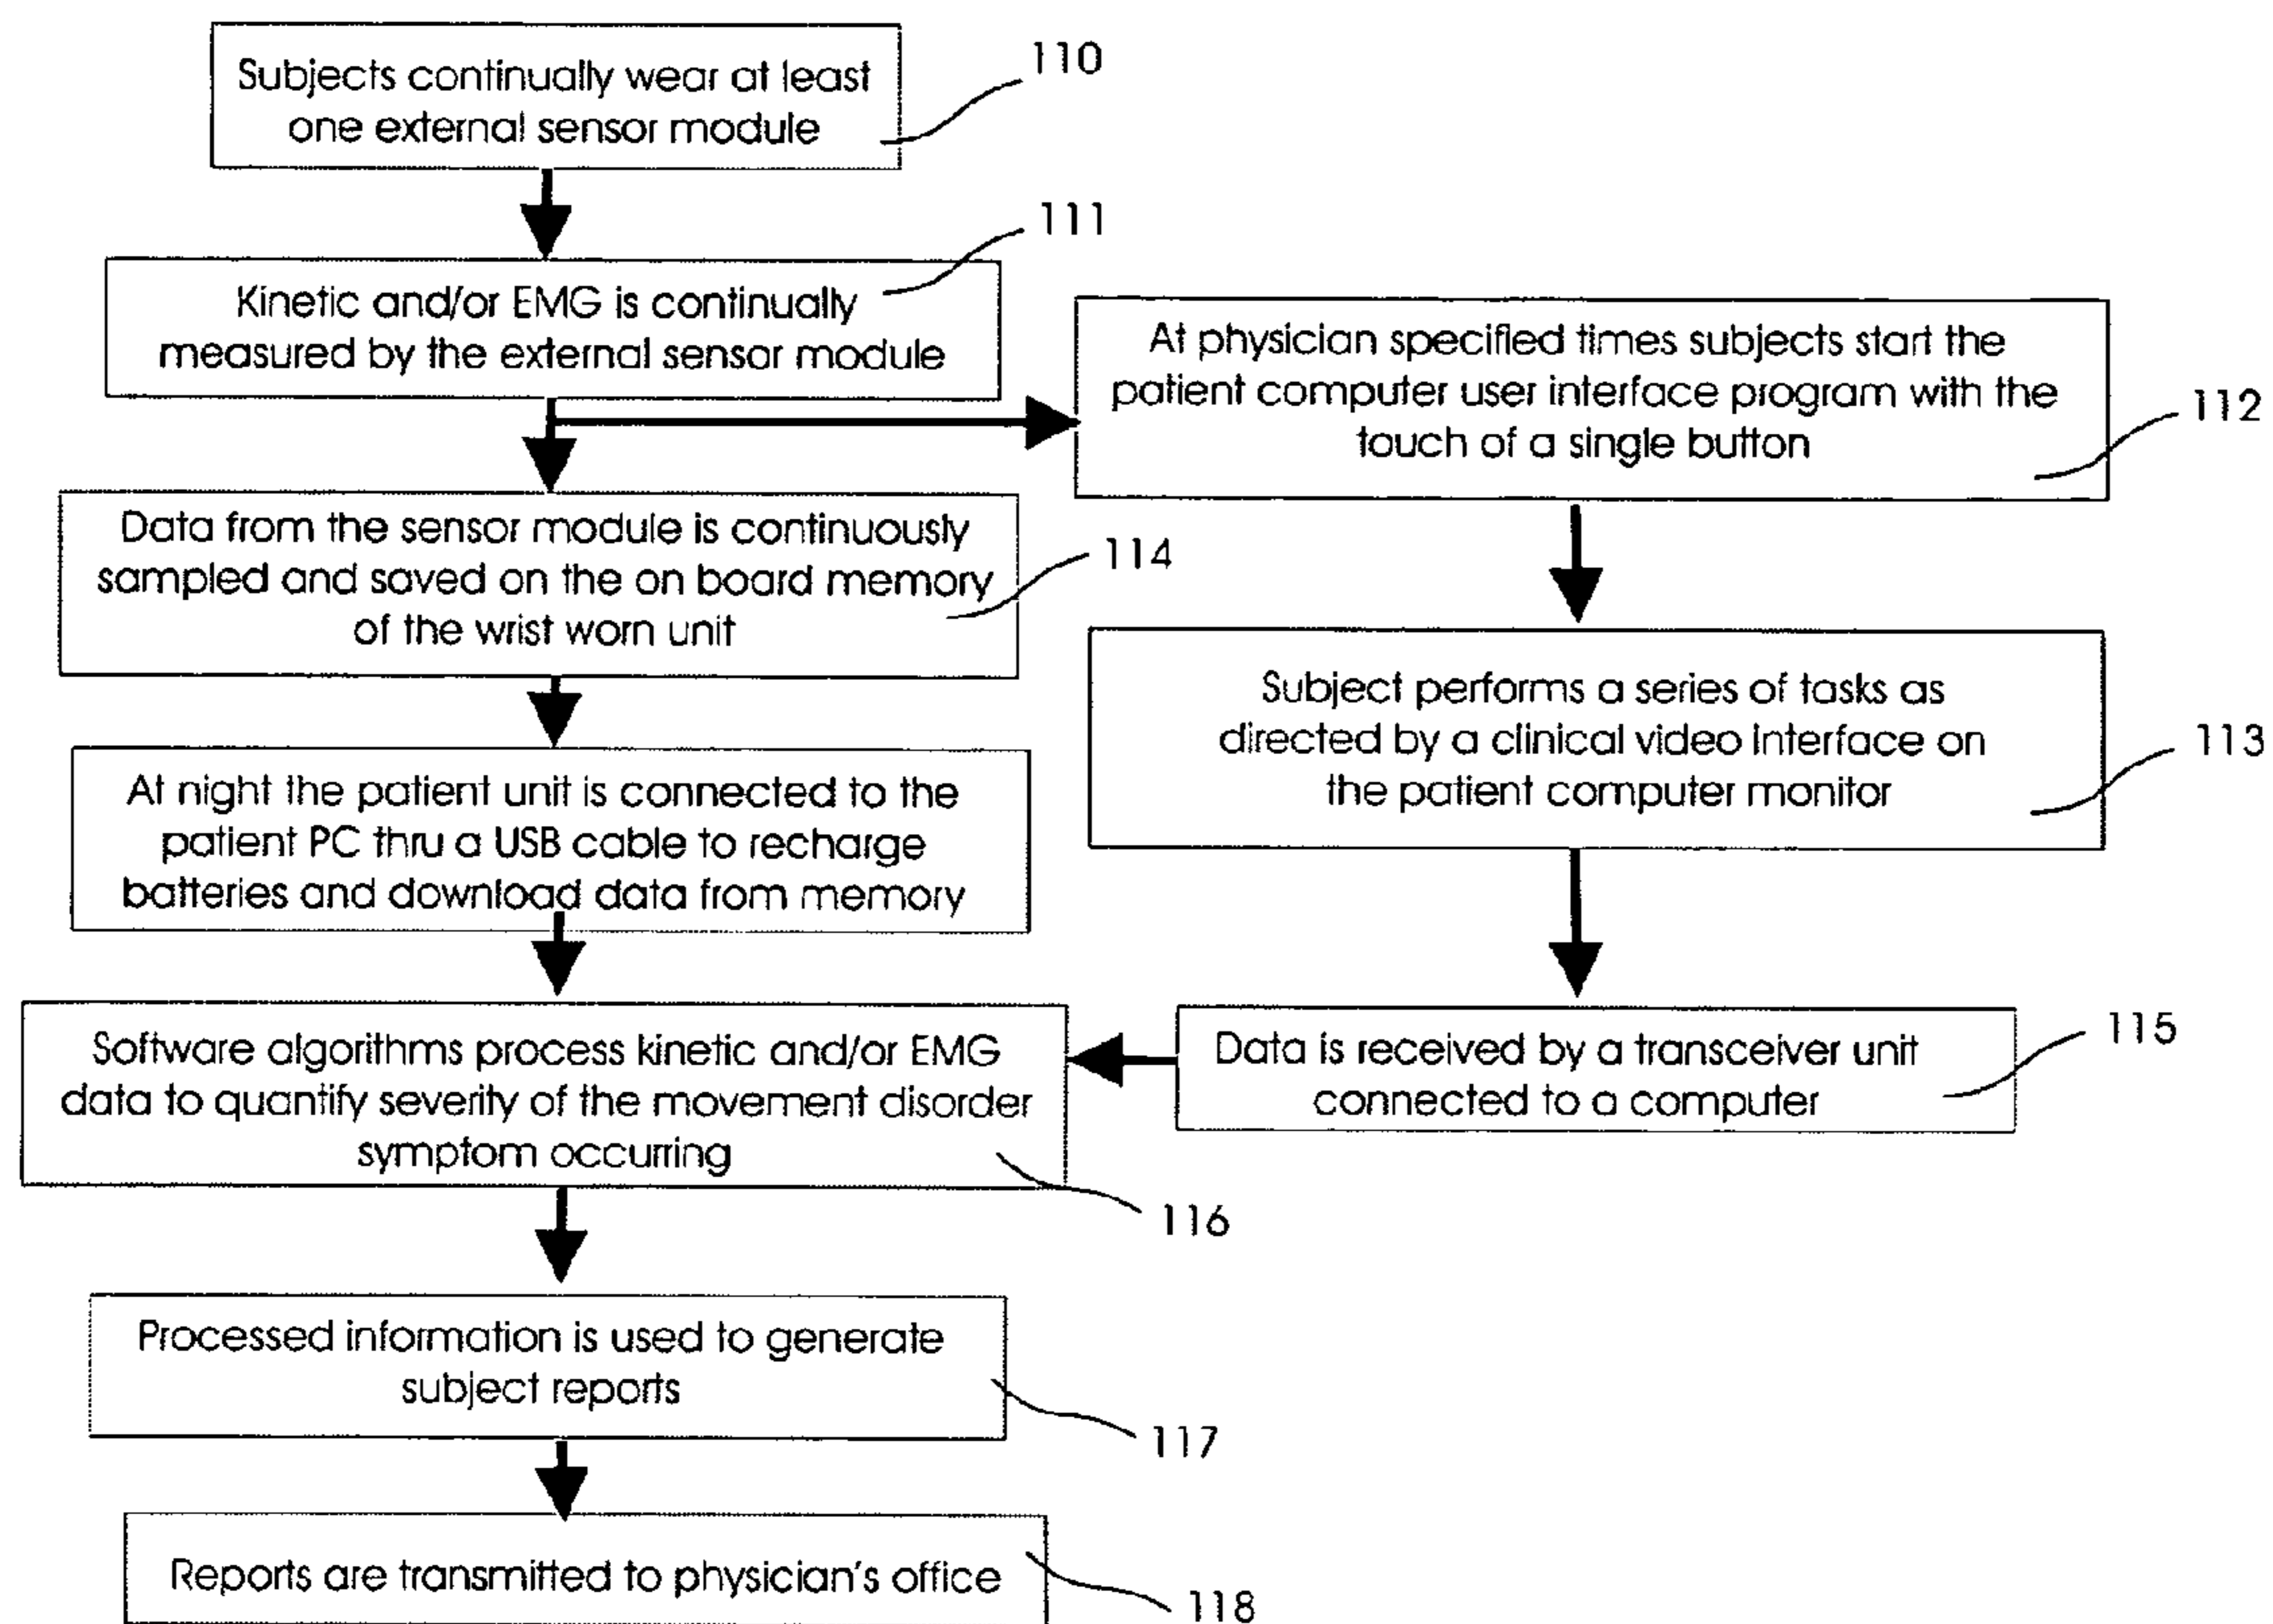 Subjects continually wear at least
one external sensor module
110
Kinetic and/or EMG is continually
measured by the external sensor module
111
At physician specified times subjects start the
patient computer user interface program with the
touch of a single button
112
Data from the sensor module is continuously
sampled and saved on the on board memory
of the wrist worn unit
114
Subject performs a series of tasks as
directed by a clinical video interface on
the patient computer monitor
113
At night the patient unit is connected to the
patient PC thru a USB cable to recharge
batteries and download data from memory
Software algorithms process kinetic and/or EMG
data to quantify severity of the movement disorder
symptom occurring
116
Data is received by a transceiver unit
connected to a computer
115
Processed information is used to generate
subject reports
117
Reports are transmitted to physician's office
118